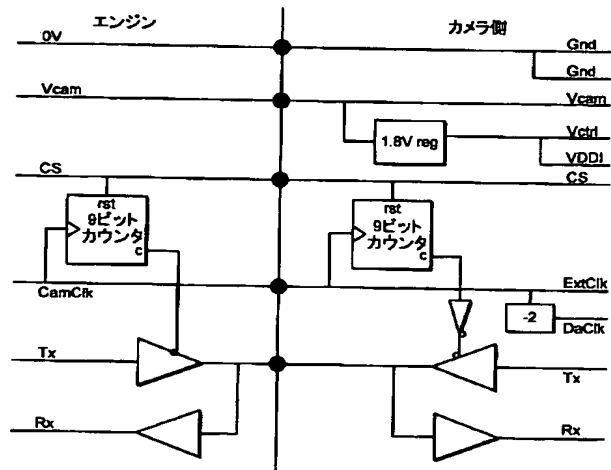 エンジン
カメラ側
0V
Gnd
Gnd
Vcam
Vcam
1.8V reg
Vctrl
VDDI
CS
CS
rst
9ビット
カウンタ
c
rst
9ビット
カウンタ
c
CamClk
ExtClk
-2
DaClk
Tx
Tx
Rx
Rx